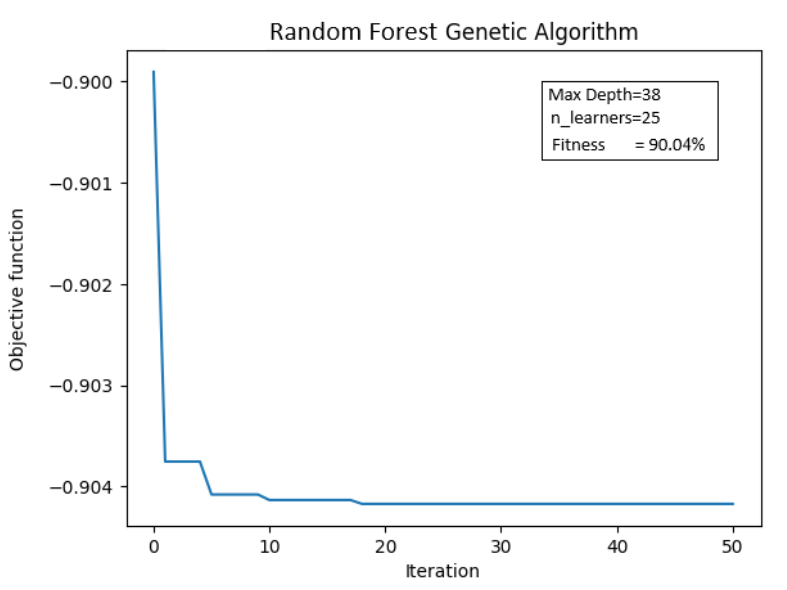 Random Forest Genetic Algorithm
−0.900
Max Depth=38
n_learners=25
Fitness = 90.04%
−0.901
−0.902
−0.903
−0.904
Objective function
0 10 20 30 40 50
Iteration